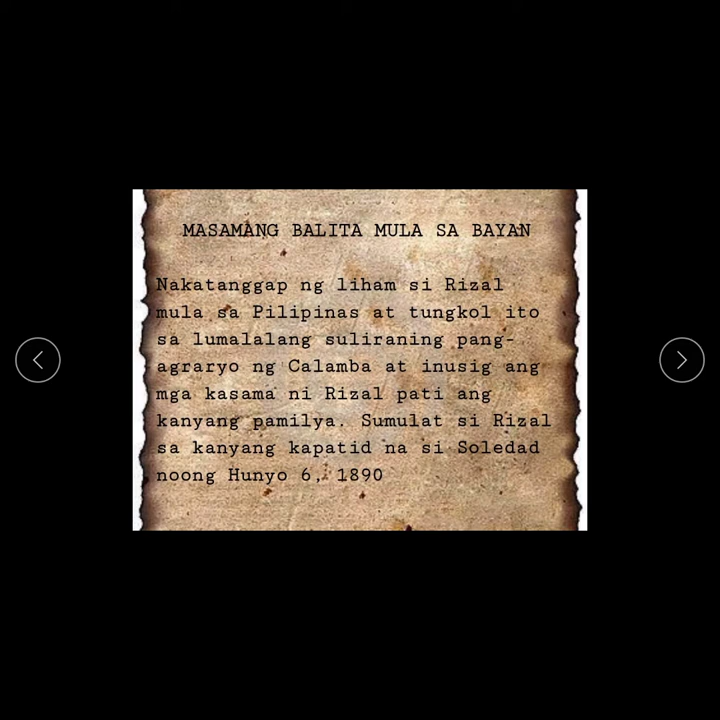 MASAMANG BALITA MULA SA BAYAN
Nakatanggap ng liham si Rizal
mula sa Pilipinas at tungkol ito
sa lumalalang suliraning pang-
agraryo ng Calamba at inusig ang
mga kasama ni Rizal pati ang
kanyang pamilya. Sumulat si Rizal
sa kanyang kapatid na si Soledad
noong Hunyo 6, 1890